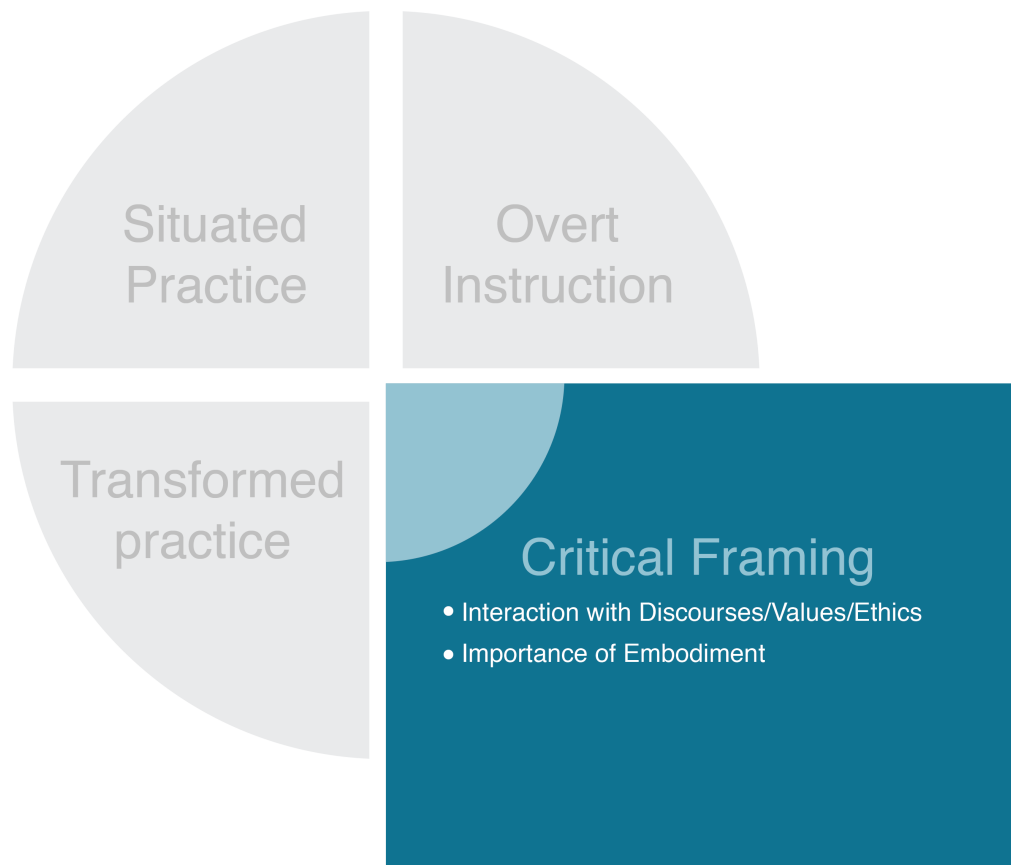 Situated
Practice
Overt
Instruction
Transformed
practice
Critical Framing
• Interaction with Discourses/Values/Ethics
• Importance of Embodiment